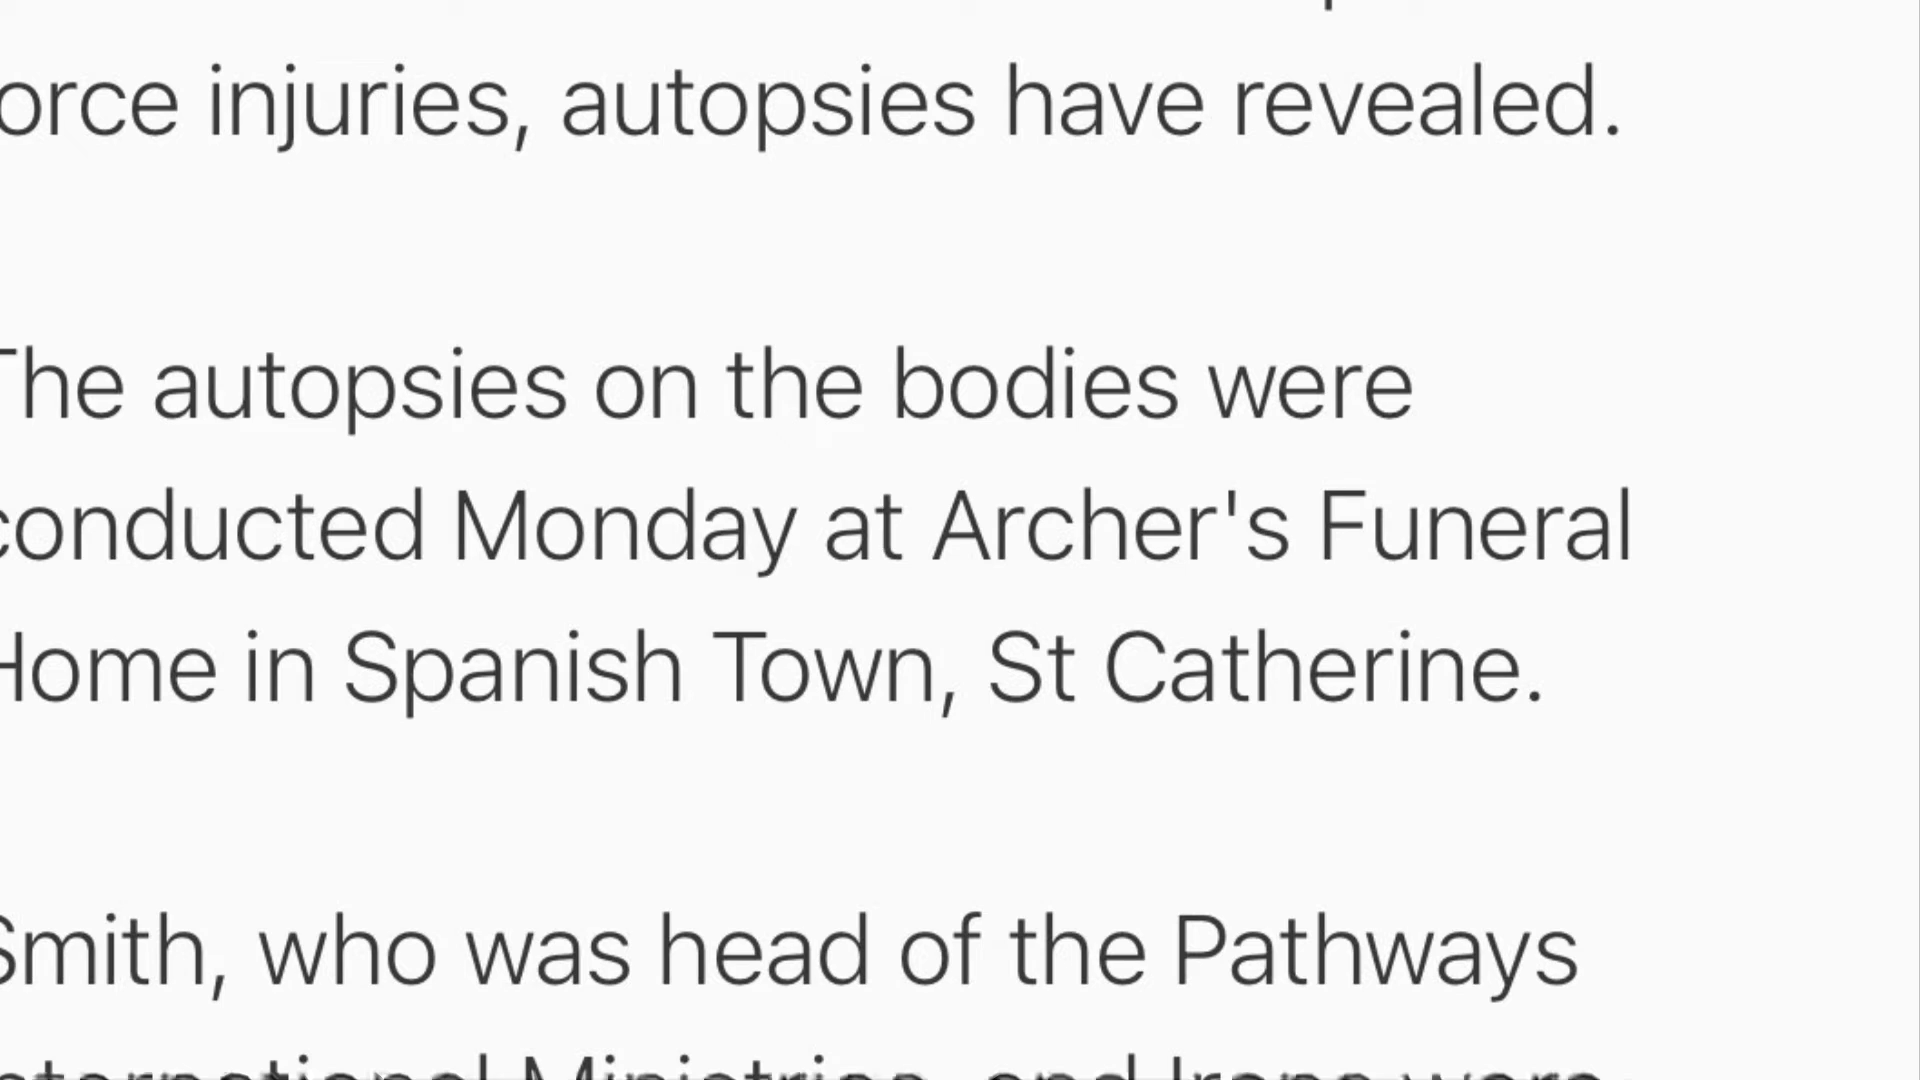 orce injuries, autopsies have revealed.
The autopsies on the bodies were
conducted Monday at Archer's Funeral
Home in Spanish Town, St Catherine.
Smith, who was head of the Pathways